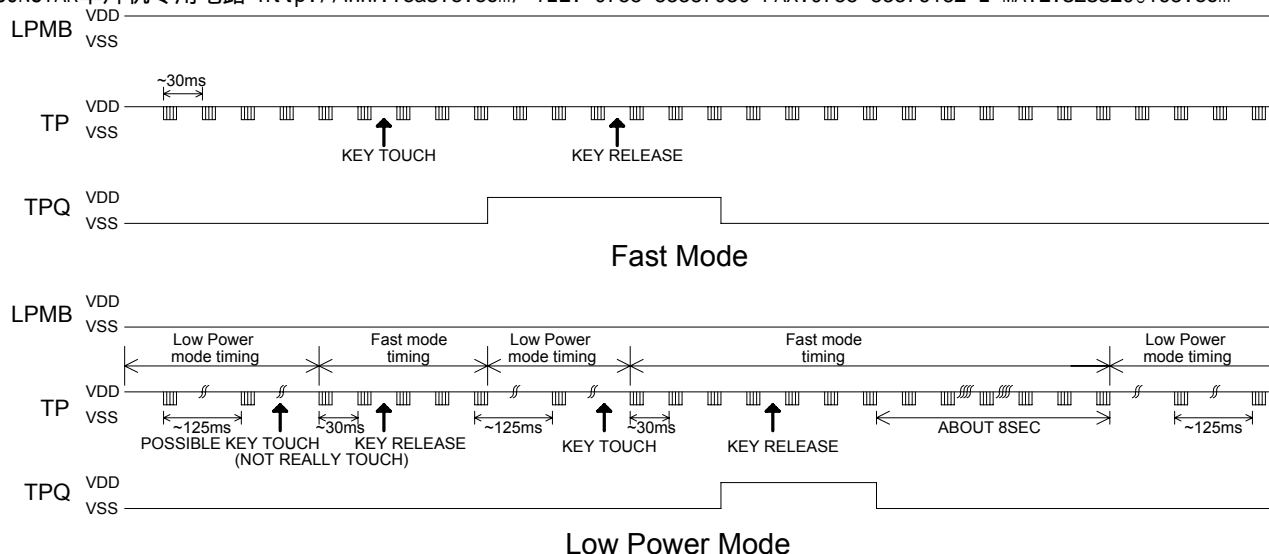 LPMB VDD
VSS
~30ms
TP VDD
VSS
KEY TOUCH KEY RELEASE
TPQ VDD
VSS
Fast Mode
LPMB VDD
VSS
Low Power mode timing Fast mode timing Low Power mode timing Fast mode timing Low Power mode timing
TP VDD
VSS
~125ms ~30ms ~125ms ~30ms ABOUT 8SEC ~125ms
POSSIBLE KEY TOUCH KEY RELEASE KEY TOUCH KEY RELEASE
(NOT REALLY TOUCH)
TPQ VDD
VSS
Low Power Mode